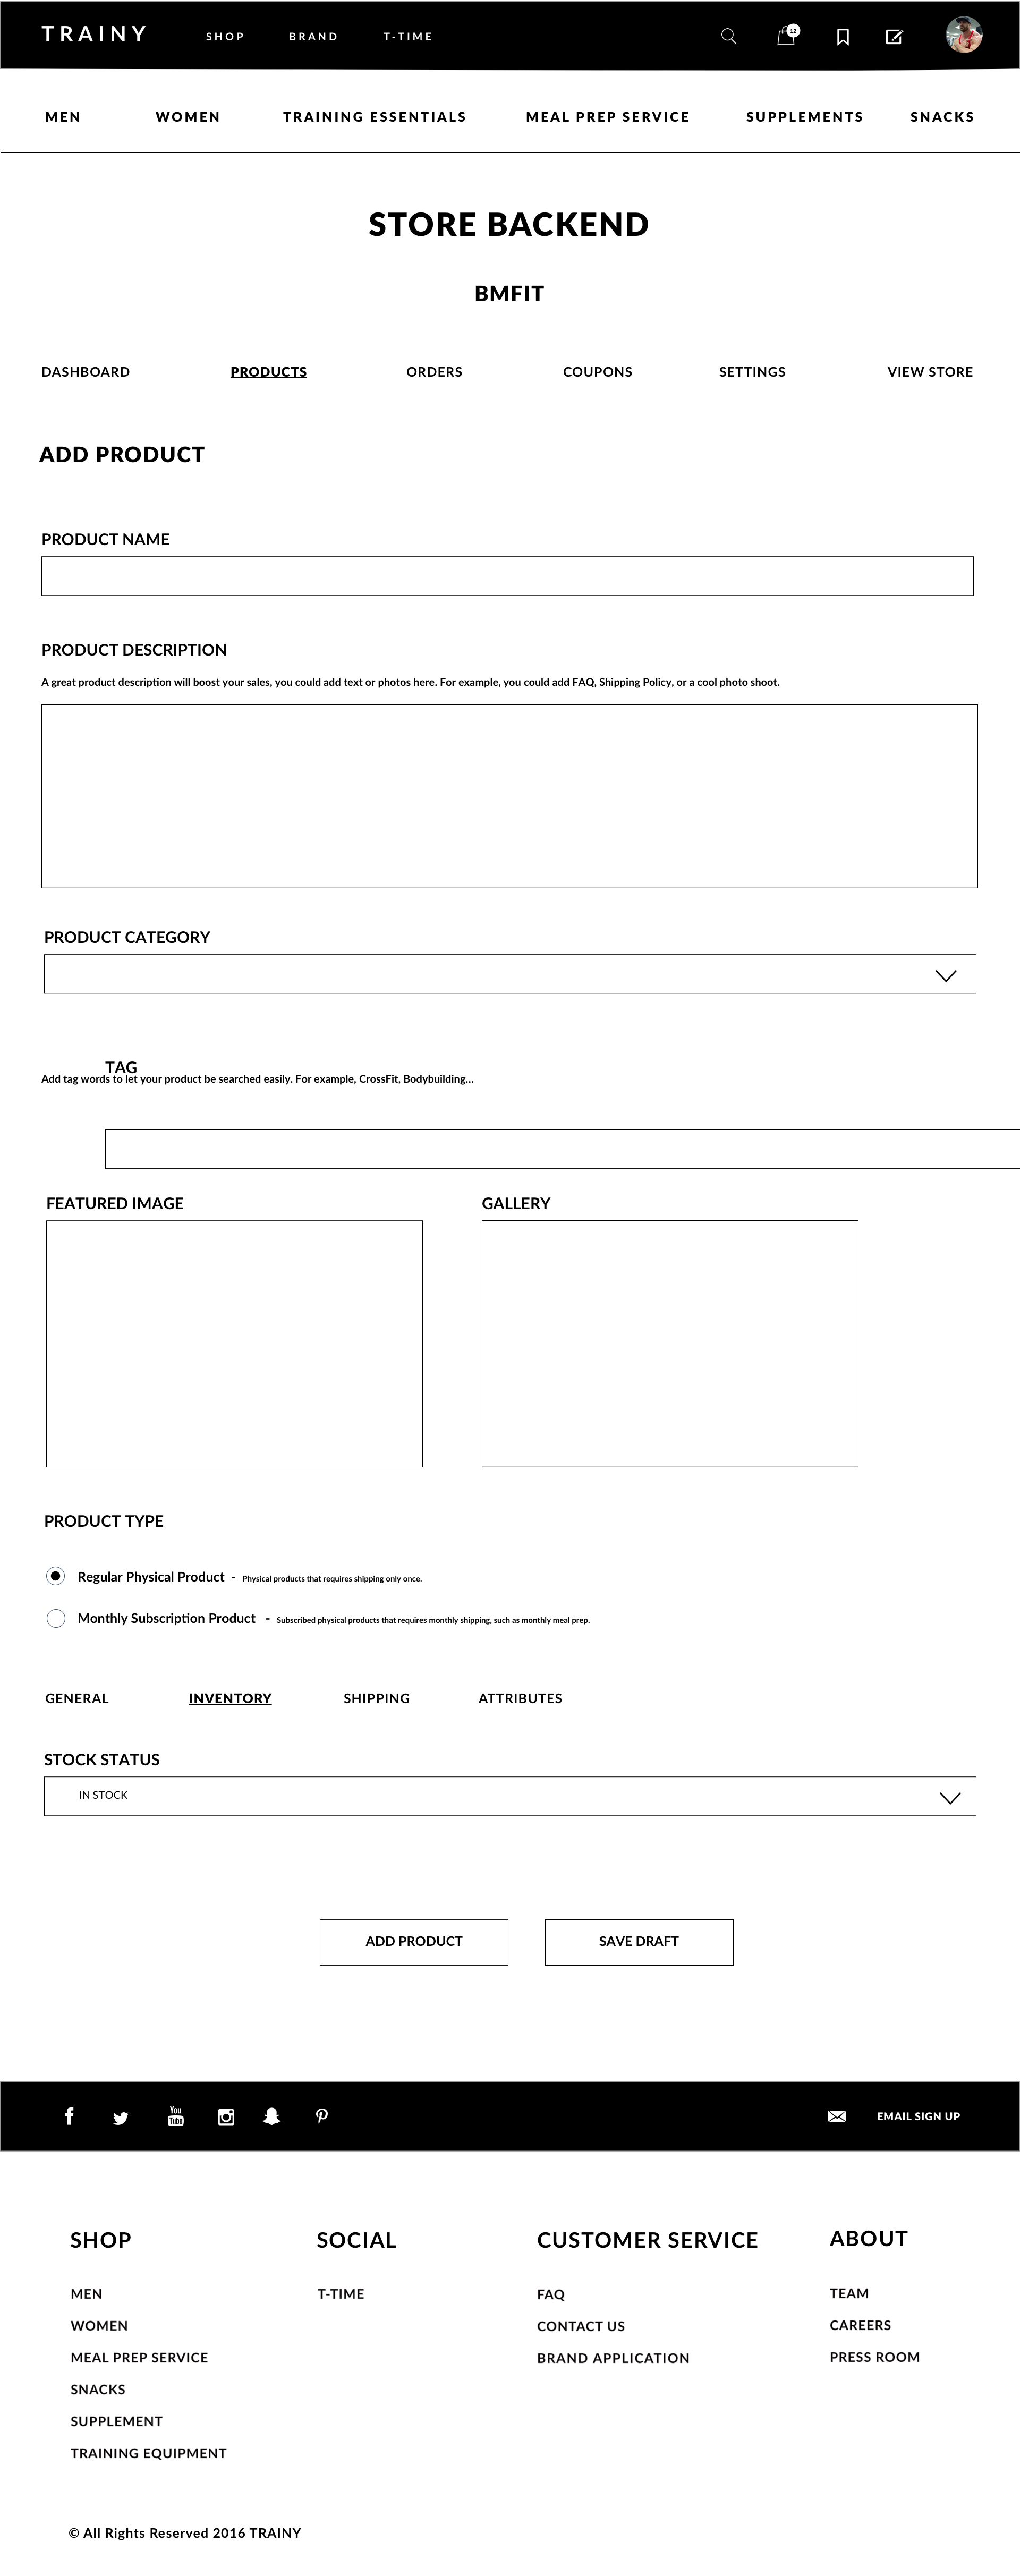 TRAINY
SHOP
BRAND
T-TIME
12
MEN
WOMEN
TRAINING ESSENTIALS
MEAL PREP SERVICE
SUPPLEMENTS
SNACKS
STORE BACKEND
BMFIT
DASHBOARD
PRODUCTS
ORDERS
COUPONS
SETTINGS
VIEW STORE
ADD PRODUCT
PRODUCT NAME
PRODUCT DESCRIPTION
A great product description will boost your sales, you could add text or photos here. For example, you could add FAQ, Shipping Policy, or a cool photo shoot.
PRODUCT CATEGORY
TAG
Add tag words to let your product be searched easily. For example, CrossFit, Bodybuilding...
FEATURED IMAGE
GALLERY
PRODUCT TYPE
Regular Physical Product - Physical products that requires shipping only once.
Monthly Subscription Product - Subscribed physical products that requires monthly shipping, such as monthly meal prep.
GENERAL
INVENTORY
SHIPPING
ATTRIBUTES
STOCK STATUS
IN STOCK
ADD PRODUCT
SAVE DRAFT
You
Tube
EMAIL SIGN UP
SHOP
MEN
WOMEN
MEAL PREP SERVICE
SNACKS
SUPPLEMENT
TRAINING EQUIPMENT
SOCIAL
T-TIME
CUSTOMER SERVICE
FAQ
CONTACT US
BRAND APPLICATION
ABOUT
TEAM
CAREERS
PRESS ROOM
© All Rights Reserved 2016 TRAINY